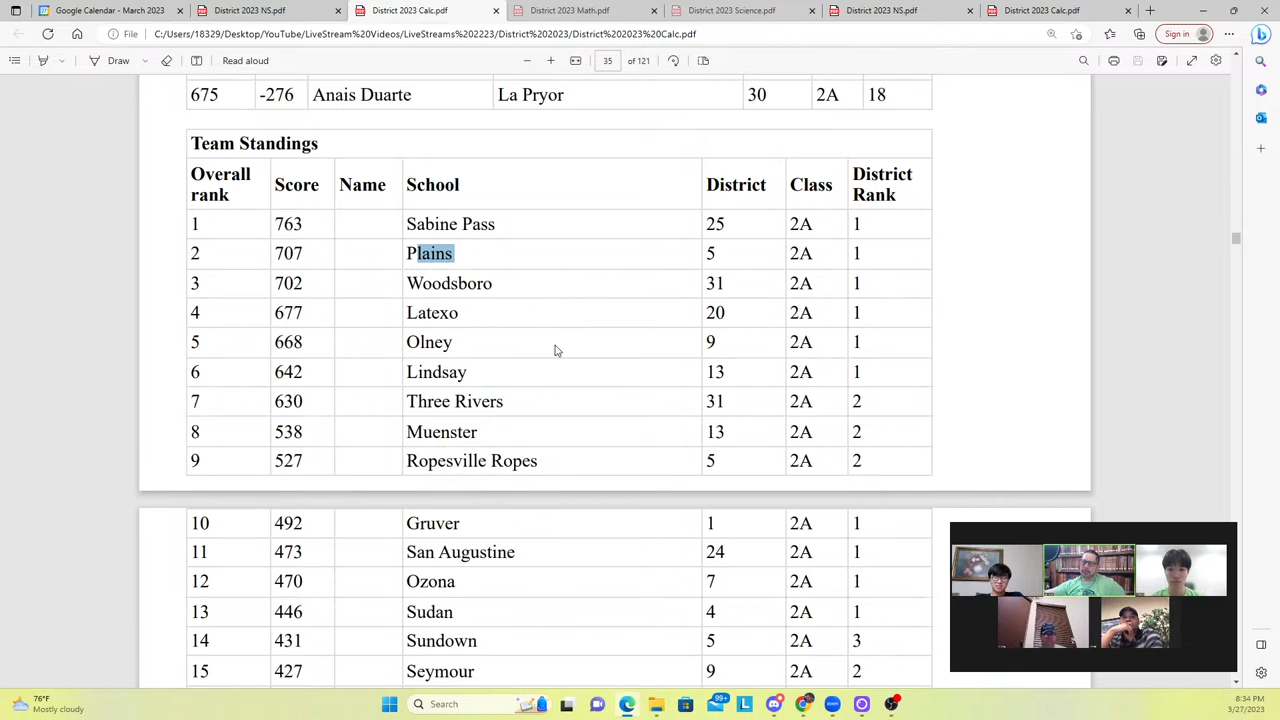 Google Calendar - March 2023
District 2023 NS.pdf
District 2023 Calc.pdf
District 2023 Math.pdf
District 2023 Science.pdf
District 2023 NS.pdf
District 2023 Calc.pdf
File C:/Users/18329/Desktop/YouTube/LiveStream%20Videos/LiveStreams%202223/District%202023/District%202023%20Calc.pdf
Sign in
Draw Read aloud 35 of 121
675 -276 Anais Duarte La Pryor 30 2A 18
Team Standings
Overall rank Score Name School District Class District Rank
1 763 Sabine Pass 25 2A 1
2 707 Plains 5 2A 1
3 702 Woodsboro 31 2A 1
4 677 Latexo 20 2A 1
5 668 Olney 9 2A 1
6 642 Lindsay 13 2A 1
7 630 Three Rivers 31 2A 2
8 538 Muenster 13 2A 2
9 527 Ropesville Ropes 5 2A 2
10 492 Gruver 1 2A 1
11 473 San Augustine 24 2A 1
12 470 Ozona 7 2A 1
13 446 Sudan 4 2A 1
14 431 Sundown 5 2A 3
15 427 Seymour 9 2A 2
76°F
Mostly cloudy
Search
99+
8:34 PM
3/27/2023